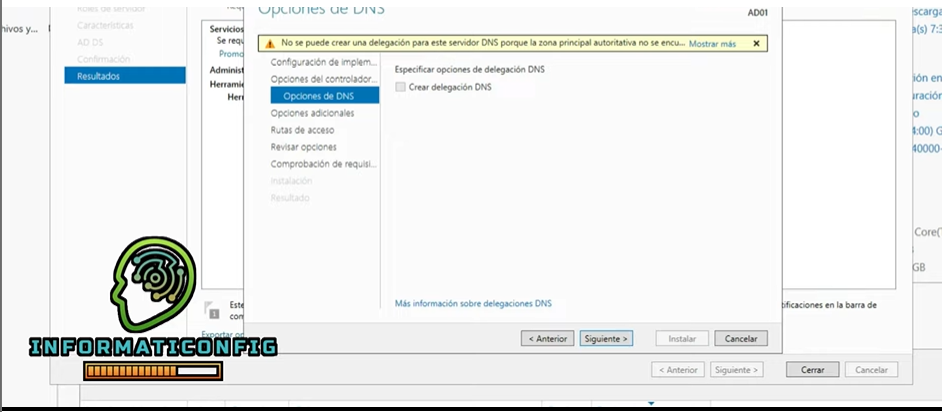 Opciones de DNS
AD01
No se puede crear una delegación para este servidor DNS porque la zona principal autoritativa no se encu... Mostrar más
Configuración de implem...
Opciones del controlador...
Opciones de DNS
Opciones adicionales
Rutas de acceso
Revisar opciones
Comprobación de requisi...
Instalación
Resultado
Especificar opciones de delegación DNS
Crear delegación DNS
Más información sobre delegaciones DNS
< Anterior
Siguiente >
Instalar
Cancelar
Roles de servidor
Características
AD DS
Confirmación
Resultados
Servicios
Se requ
Promo
Administ
Herramie
Her
1
Este
con
Exportar
ificaciones en la barra de
< Anterior
Siguiente >
Cerrar
Cancelar
hivos y...
scarga
a(s) 7:3
ión en
uración
o
4:00) G
40000-
Core(
GB
INFORMATICONFIG